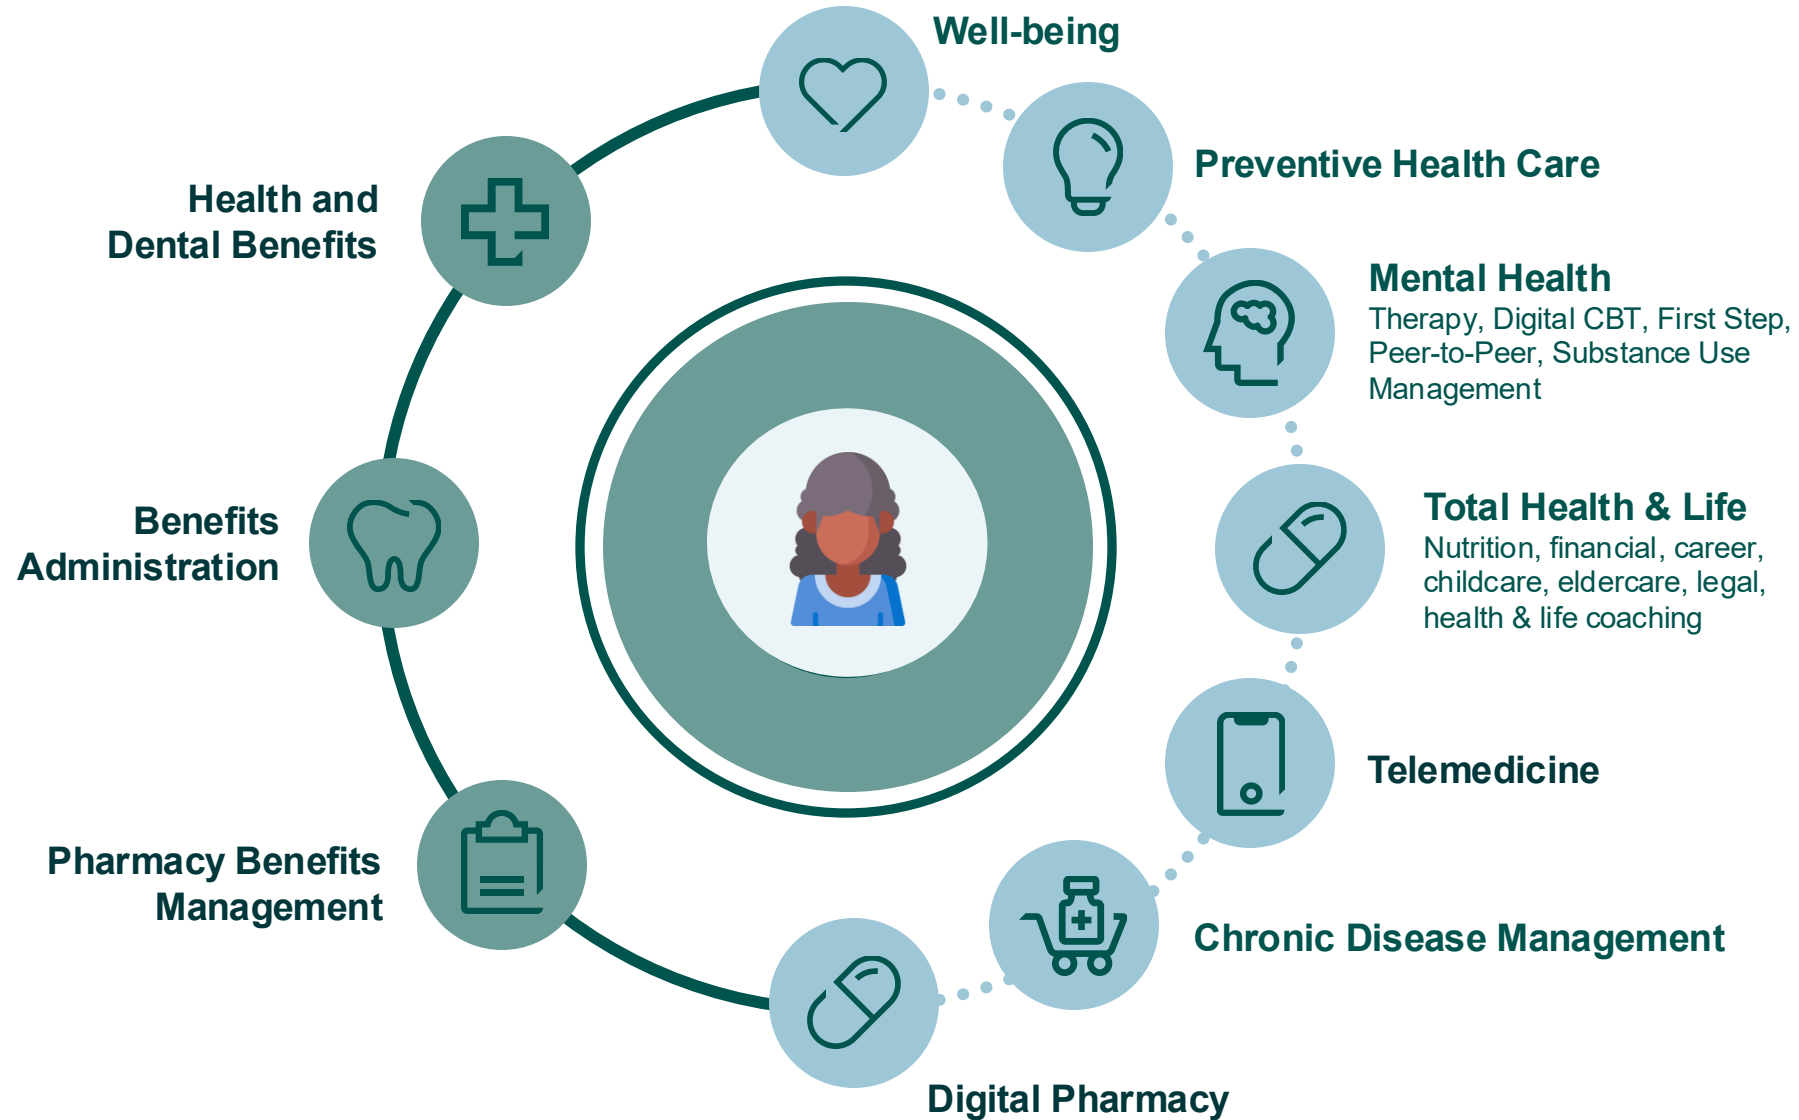 Well-being
Preventive Health Care
Health and
Dental Benefits
Mental Health
Therapy, Digital CBT, First Step,
Peer-to-Peer, Substance Use
Management
Benefits
Administration
Total Health & Life
Nutrition, financial, career,
childcare, eldercare, legal,
health & life coaching
Telemedicine
Pharmacy Benefits
Management
Chronic Disease Management
Digital Pharmacy